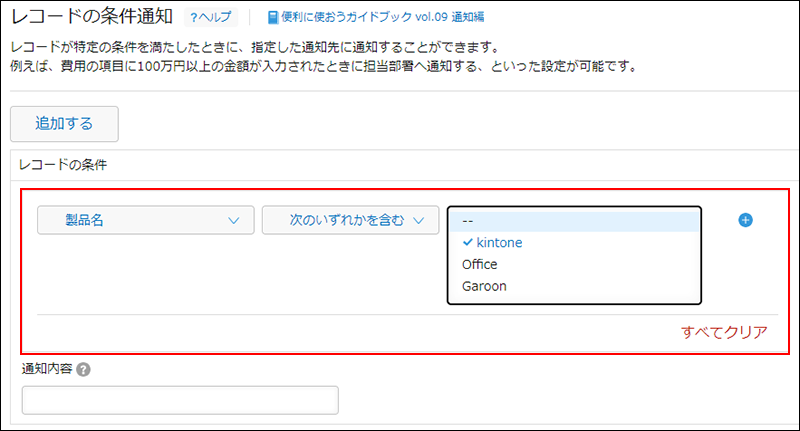 レコードの条件通知 ?ヘルプ 便利に使おうガイドブック vol.09 通知編
レコードが特定の条件を満たしたときに、指定した通知先に通知することができます。
例えば、費用の項目に100万円以上の金額が入力されたときに担当部署へ通知する、といった設定が可能です。
追加する
レコードの条件
製品名 次のいずれかを含む --
kintone
Office
Garoon
すべてクリア
通知内容 ?